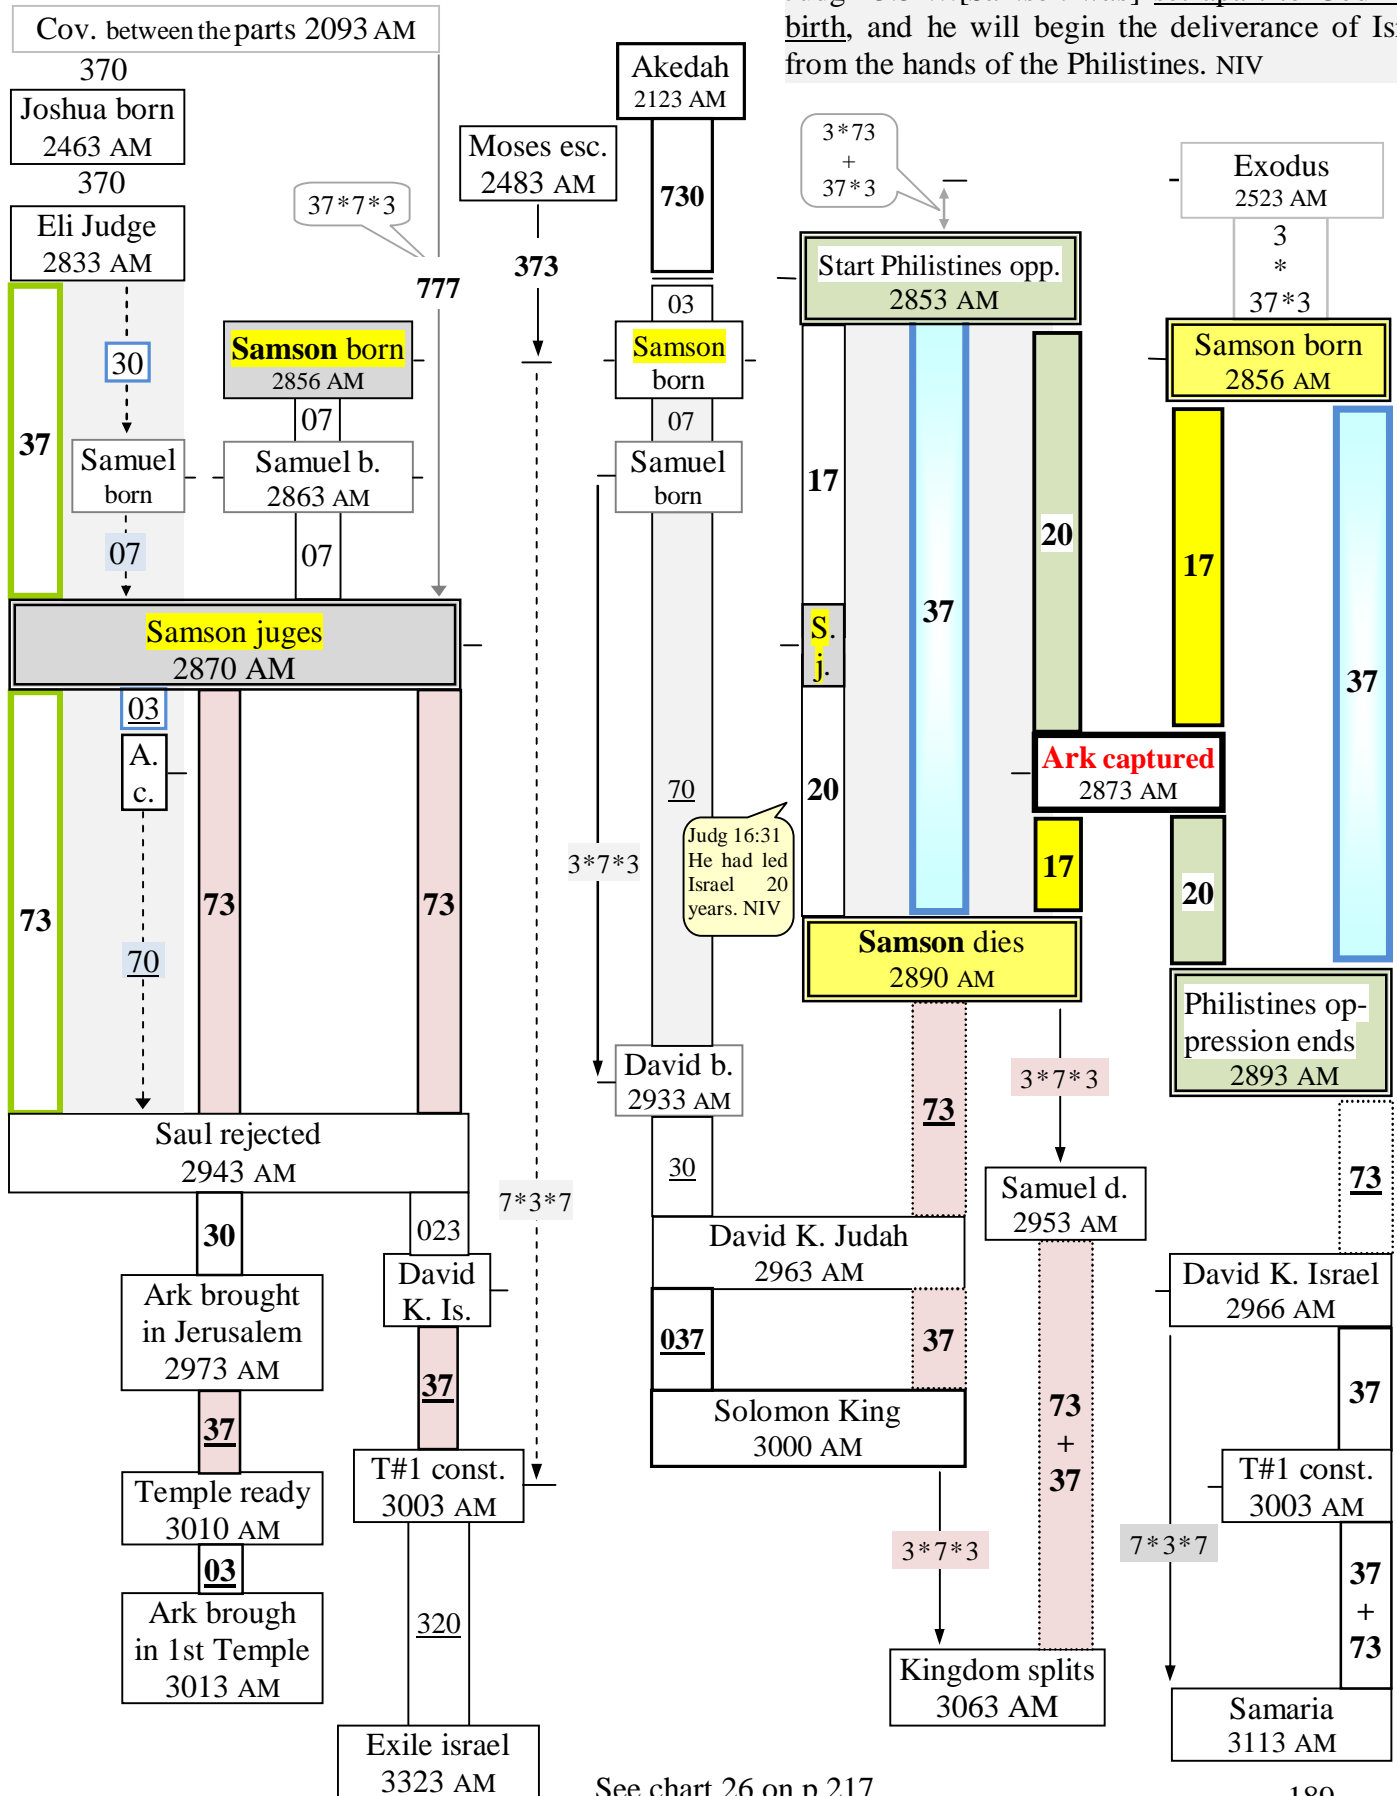 birth, and he will begin the deliverance of
from the hands of the Philistines. NIV
Cov. between the parts 2093 AM
370
Joshua born
2463 AM
370
Eli Judge
2833 AM
37
30
Samuel
born
07
37*7*3
777
Samson born
2856 AM
07
Samuel b.
2863 AM
07
Samson juges
2870 AM
73
03
A.
c.
70
73
73
Saul rejected
2943 AM
30
Ark brought
in Jerusalem
2973 AM
37
Temple ready
3010 AM
03
Ark brough
in 1st Temple
3013 AM
023
David
K. Is.
37
T#1 const.
3003 AM
320
Exile israel
3323 AM
Moses esc.
2483 AM
373
7*3*7
Akedah
2123 AM
730
03
Samson
born
07
Samuel
born
3*7*3
70
David b.
2933 AM
30
David K. Judah
2963 AM
037
37
Solomon King
3000 AM
3*7*3
Kingdom splits
3063 AM
3*73
+
37*3
Start Philistines opp.
2853 AM
17
S.
j.
20
Judg 16:31
He had led
Israel 20
years. NIV
37
20
Ark captured
2873 AM
17
Samson dies
2890 AM
73
3*7*3
Samuel d.
2953 AM
73
+
37
Exodus
2523 AM
3
*
37*3
Samson born
2856 AM
17
37
20
Philistines op-
pression ends
2893 AM
73
David K. Israel
2966 AM
37
T#1 const.
3003 AM
7*3*7
37
+
73
Samaria
3113 AM
See chart 26 on p 217
189